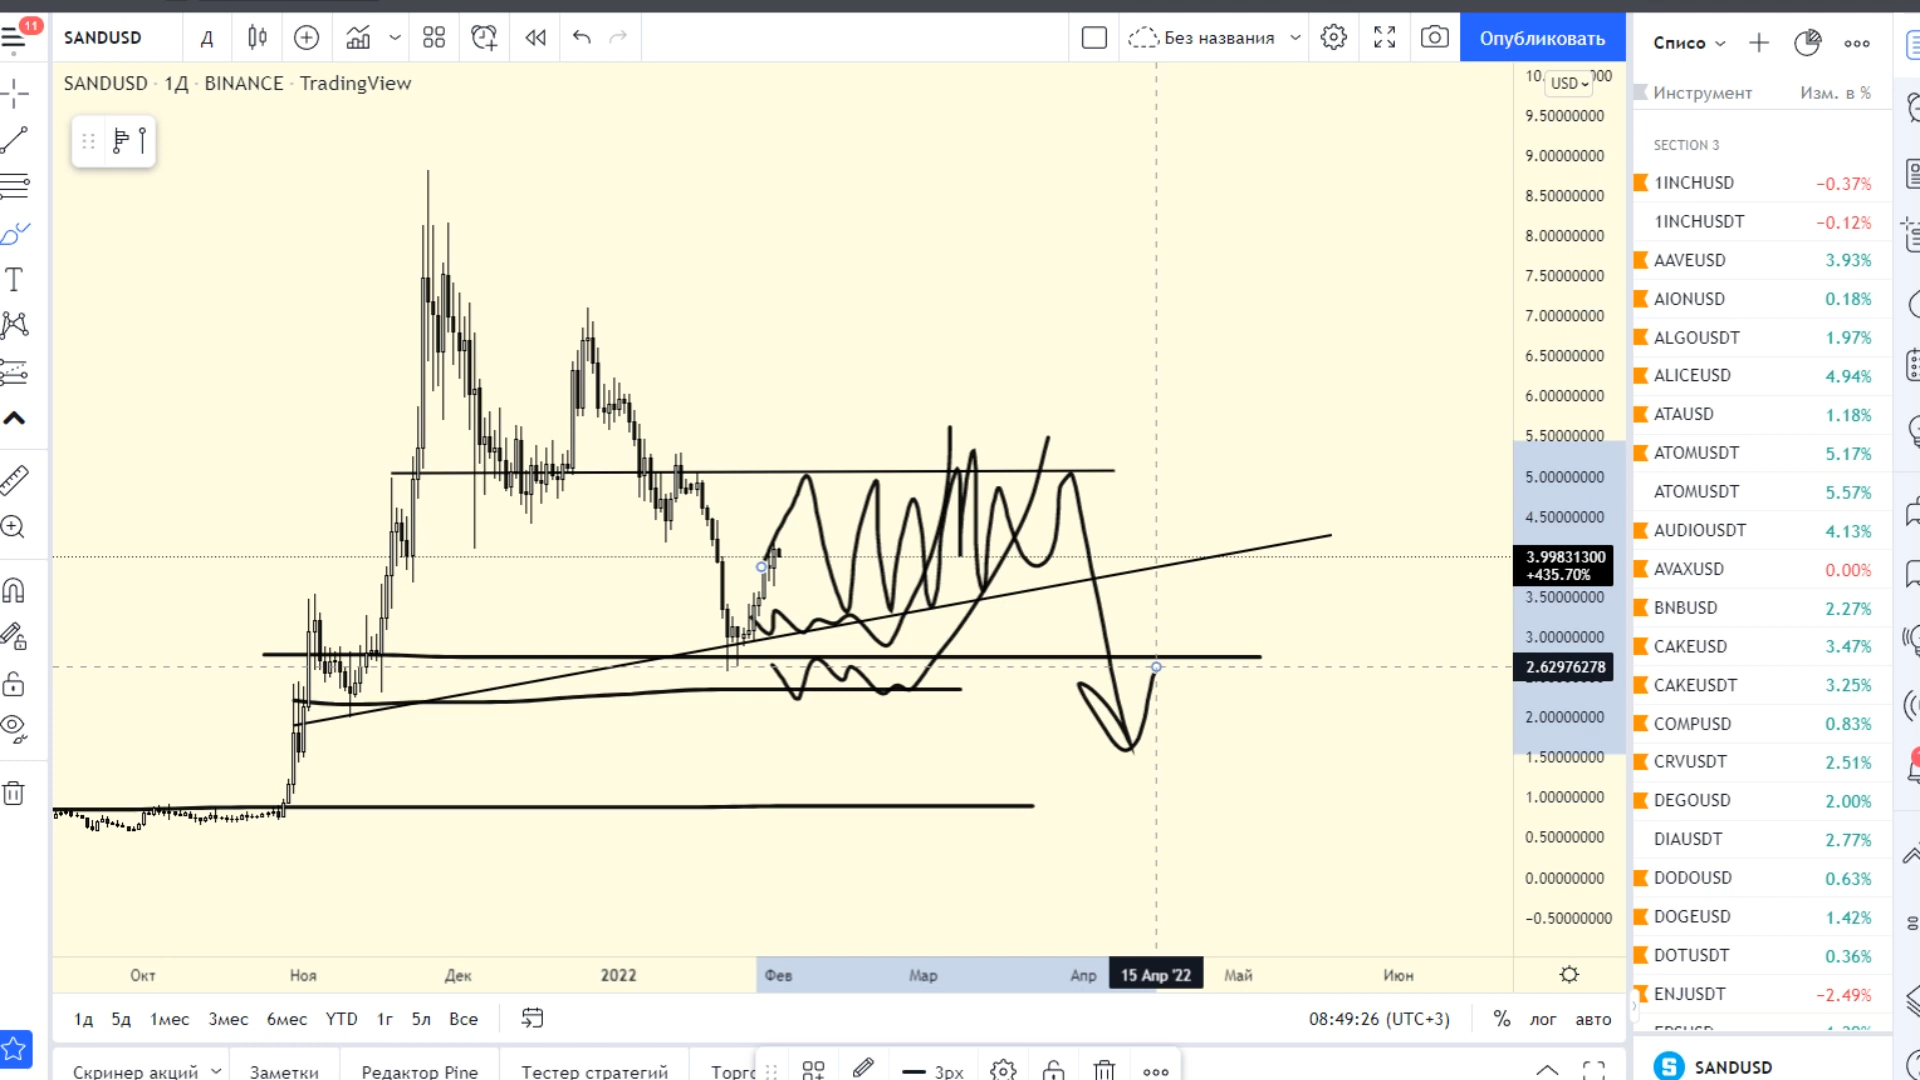 11
SANDUSD
Д
Без названия
Опубликовать
Списо
SANDUSD · 1Д · BINANCE · TradingView
USD
9.50000000
9.00000000
8.50000000
8.00000000
7.50000000
7.00000000
6.50000000
6.00000000
5.50000000
5.00000000
4.50000000
3.99831300
+435.70%
3.50000000
3.00000000
2.62976278
2.00000000
1.50000000
1.00000000
0.50000000
0.00000000
−0.50000000
Инструмент Изм. в %
SECTION 3
1INCHUSD −0.37%
1INCHUSDT −0.12%
AAVEUSD 3.93%
AIONUSD 0.18%
ALGOUSDT 1.97%
ALICEUSD 4.94%
ATAUSD 1.18%
ATOMUSDT 5.17%
ATOMUSDT 5.57%
AUDIOUSDT 4.13%
AVAXUSD 0.00%
BNBUSD 2.27%
CAKEUSD 3.47%
CAKEUSDT 3.25%
COMPUSD 0.83%
CRVUSDT 2.51%
DEGOUSD 2.00%
DIAUSDT 2.77%
DODOUSD 0.63%
DOGEUSD 1.42%
DOTUSDT 0.36%
ENJUSDT −2.49%
SANDUSD
Окт Ноя Дек 2022 Фев Мар Апр 15 Апр '22 Май Июн
1д 5д 1мес 3мес 6мес YTD 1г 5л Все
08:49:26 (UTC+3) % лог авто
Скринер акций Заметки Редактор Pine Тестер стратегий Торго 3px